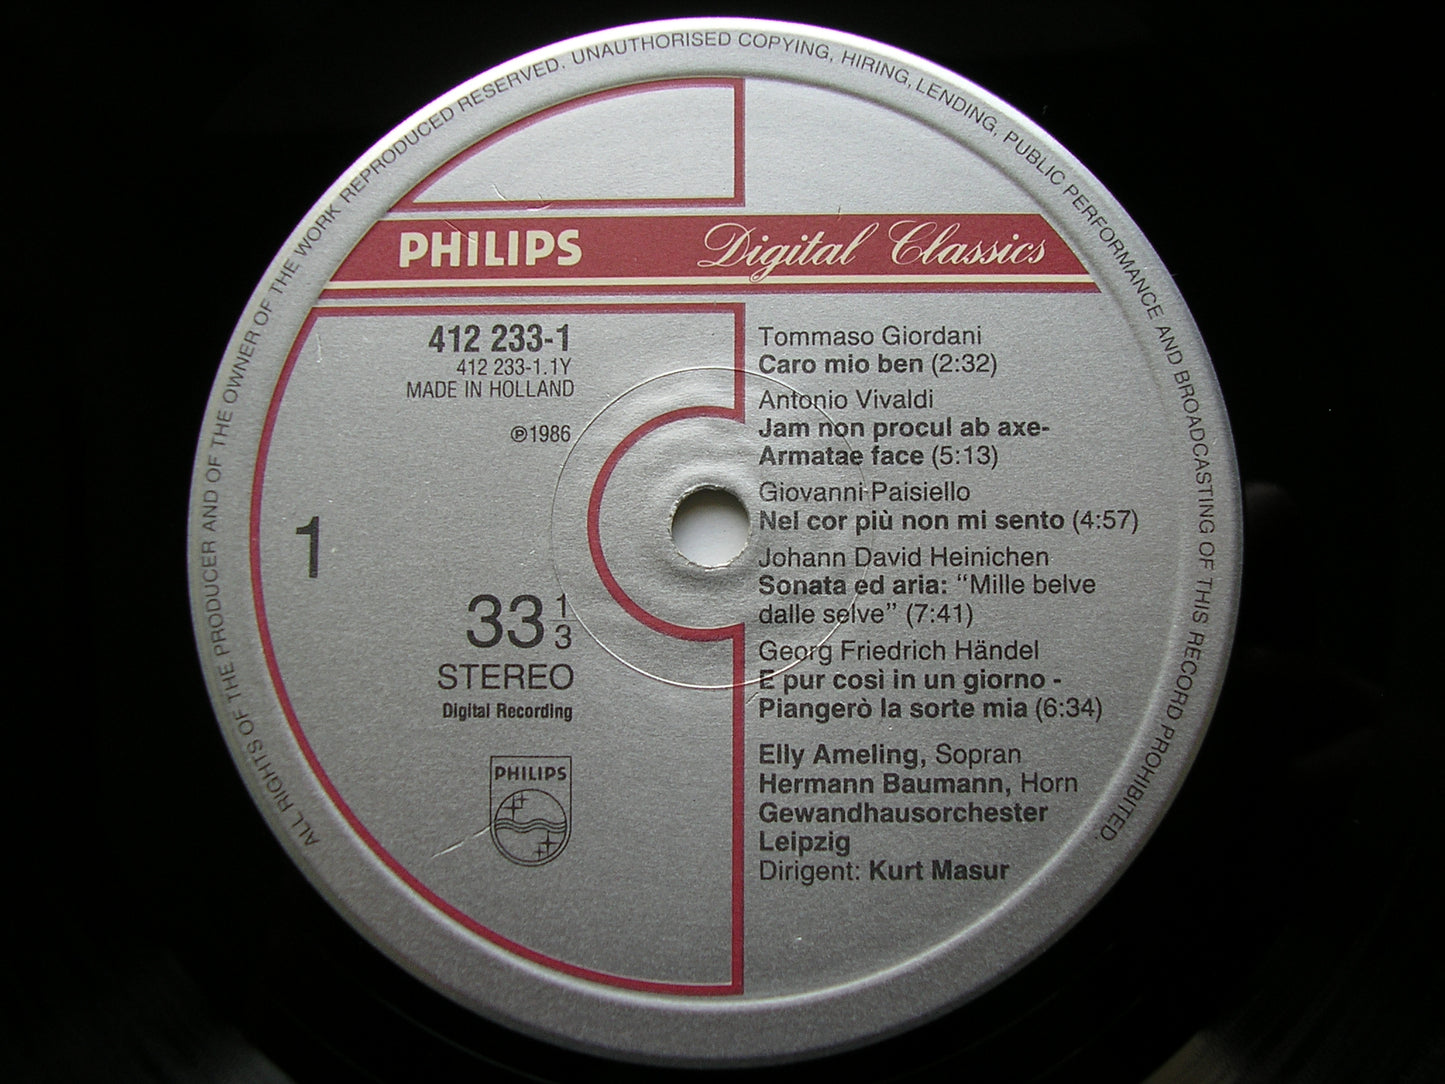 ALL RIGHTS OF THE PRODUCER AND OF THE OWNER OF THE WORK REPRODUCED RESERVED. UNAUTHORISED COPYING, HIRING, LENDING, PUBLIC PERFORMANCE AND BROADCASTING OF THIS RECORD PROHIBITED.
PHILIPS Digital Classics
412 233-1
412 233-1.1Y
MADE IN HOLLAND
℗1986
1
33 1/3
STEREO
Digital Recording
PHILIPS
Tommaso Giordani
Caro mio ben (2:32)
Antonio Vivaldi
Jam non procul ab axe-
Armatae face (5:13)
Giovanni Paisiello
Nel cor più non mi sento (4:57)
Johann David Heinichen
Sonata ed aria: "Mille belve
dalle selve" (7:41)
Georg Friedrich Händel
E pur così in un giorno -
Piangerò la sorte mia (6:34)
Elly Ameling, Sopran
Hermann Baumann, Horn
Gewandhausorchester
Leipzig
Dirigent: Kurt Masur